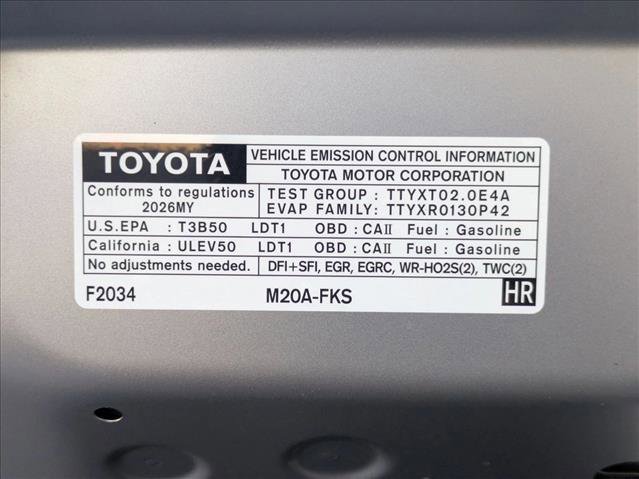 TOYOTA
VEHICLE EMISSION CONTROL INFORMATION
TOYOTA MOTOR CORPORATION
Conforms to regulations
2026MY
TEST GROUP : TTYXT02.0E4A
EVAP FAMILY: TTYXR0130P42
U.S.EPA : T3B50 LDT1 OBD : CAII Fuel : Gasoline
California : ULEV50 LDT1 OBD : CAII Fuel : Gasoline
No adjustments needed. DFI+SFI, EGR, EGRC, WR-HO2S(2), TWC(2)
F2034 M20A-FKS HR